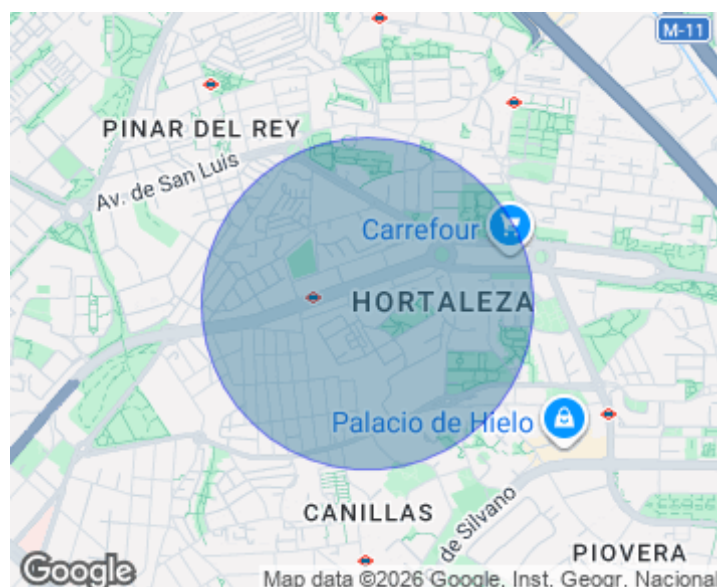 M-11
PINAR DEL REY
Av. de San Luis
Carrefour
HORTALEZA
Palacio de Hielo
CANILLAS
de Silvano
PIOVERA
Google
Map data ©2026 Google, Inst. Geogr. Nacional